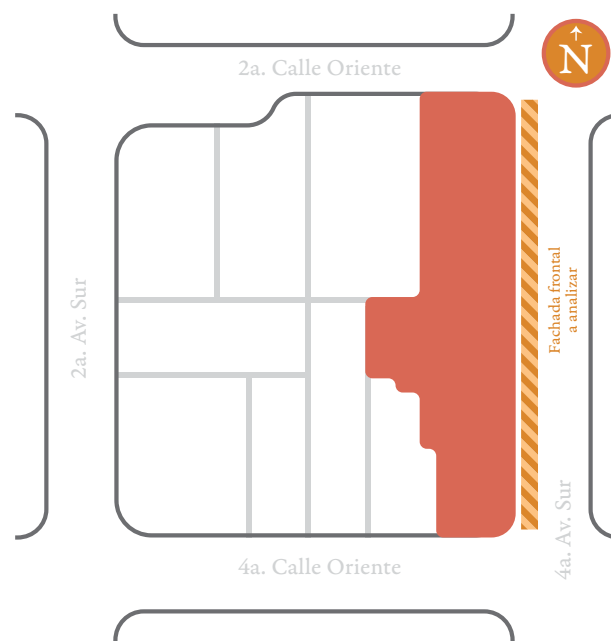 N
2a. Calle Oriente
2a. Av. Sur
Fachada frontal
a analizar
4a. Av. Sur
4a. Calle Oriente